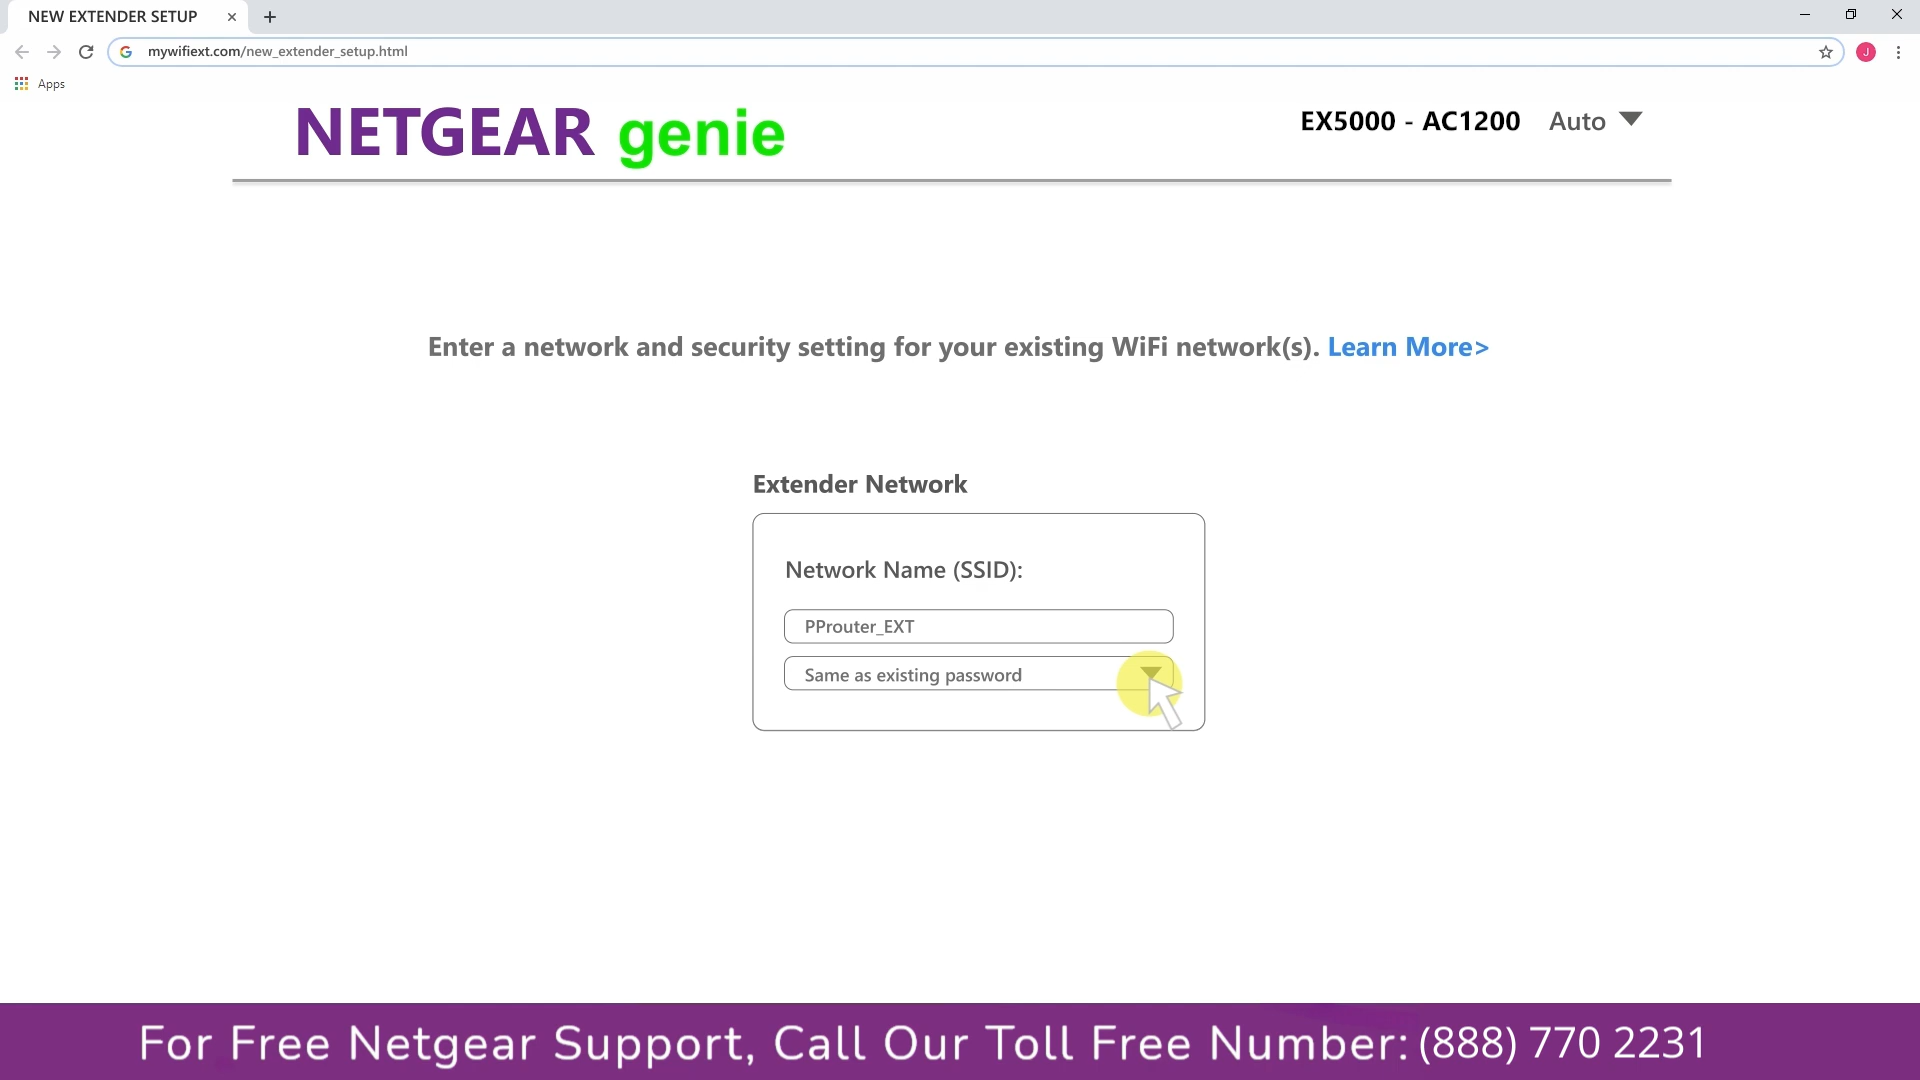 NEW EXTENDER SETUP
mywifiext.com/new_extender_setup.html
J
Apps
NETGEAR genie
EX5000 - AC1200 Auto
Enter a network and security setting for your existing WiFi network(s). Learn More>
Extender Network
Network Name (SSID):
PProuter_EXT
Same as existing password
For Free Netgear Support, Call Our Toll Free Number: (888) 770 2231